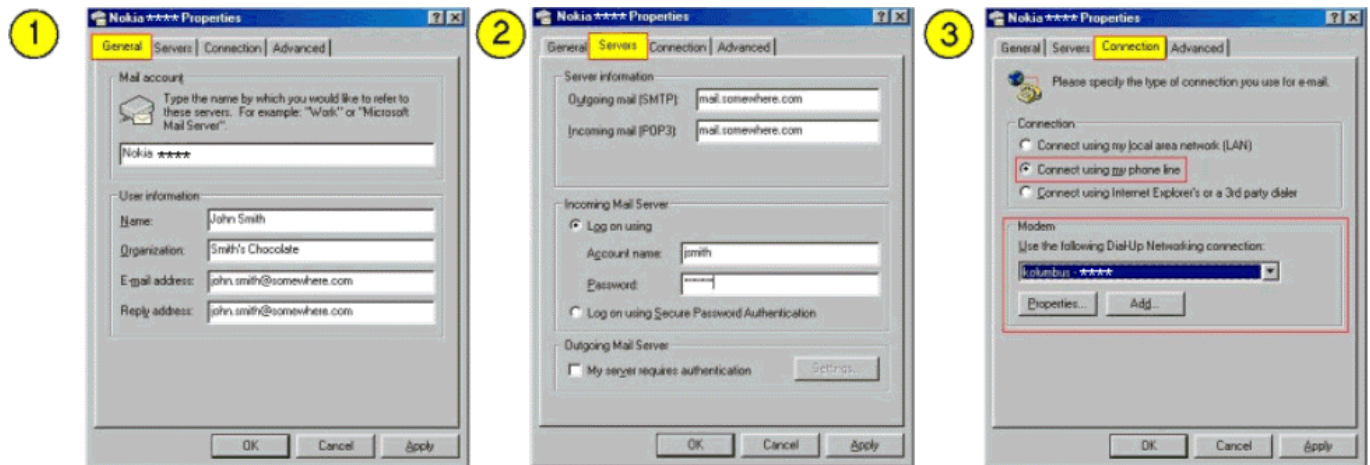 1
Nokia **** Properties
General Servers Connection Advanced
Mail account
Type the name by which you would like to refer to
these servers. For example: "Work" or "Microsoft
Mail Server".
Nokia ****
User information
Name: John Smith
Organization: Smith's Chocolate
E-mail address: john.smith@somewhere.com
Reply address: john.smith@somewhere.com
OK Cancel Apply
2
Nokia **** Properties
General Servers Connection Advanced
Server information
Outgoing mail (SMTP): mail.somewhere.com
Incoming mail (POP3): mail.somewhere.com
Incoming Mail Server
Log on using
Account name: jsmith
Password:
Log on using Secure Password Authentication
Outgoing Mail Server
My server requires authentication Settings...
OK Cancel Apply
3
Nokia **** Properties
General Servers Connection Advanced
Please specify the type of connection you use for e-mail.
Connection
Connect using my local area network (LAN)
Connect using my phone line
Connect using Internet Explorer's or a 3rd party dialer
Modem
Use the following Dial-Up Networking connection:
kolumbus - ****
Properties... Add...
OK Cancel Apply